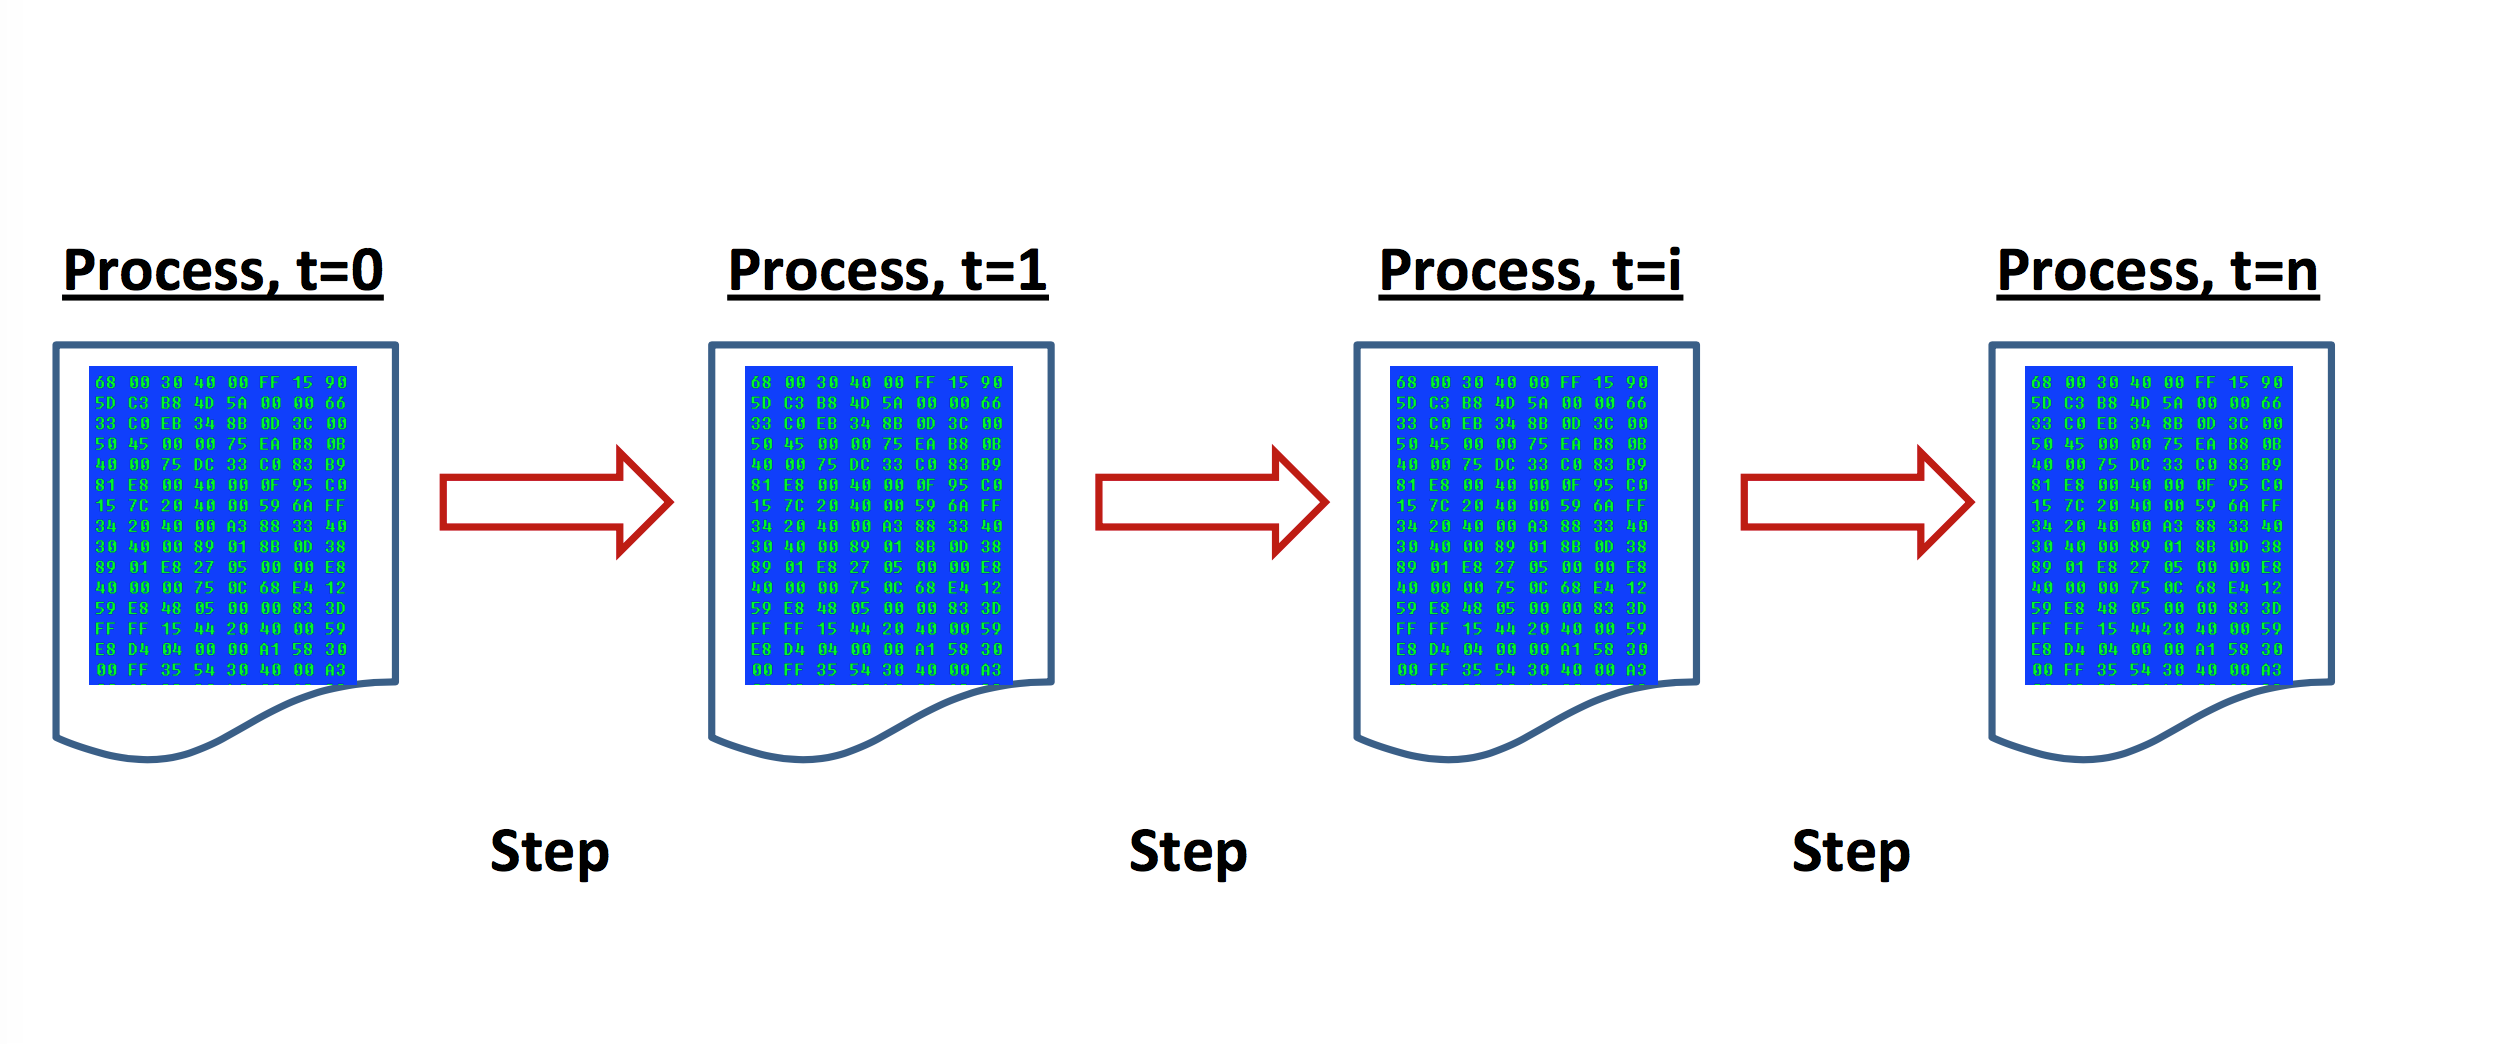 Process, t=0
68 00 30 40 00 FF 15 90
5D C3 B8 4D 5A 00 00 66
33 C0 EB 34 8B 0D 3C 00
50 45 00 00 75 EA B8 0B
40 00 75 DC 33 C0 83 B9
81 E8 00 40 00 0F 95 C0
15 7C 20 40 00 59 6A FF
34 20 40 00 A3 88 33 40
30 40 00 89 01 8B 0D 38
89 01 E8 27 05 00 00 E8
40 00 00 75 0C 68 E4 12
59 E8 48 05 00 00 83 3D
FF FF 15 44 20 40 00 59
E8 D4 04 00 00 A1 58 30
00 FF 35 54 30 40 00 A3
Step
Process, t=1
68 00 30 40 00 FF 15 90
5D C3 B8 4D 5A 00 00 66
33 C0 EB 34 8B 0D 3C 00
50 45 00 00 75 EA B8 0B
40 00 75 DC 33 C0 83 B9
81 E8 00 40 00 0F 95 C0
15 7C 20 40 00 59 6A FF
34 20 40 00 A3 88 33 40
30 40 00 89 01 8B 0D 38
89 01 E8 27 05 00 00 E8
40 00 00 75 0C 68 E4 12
59 E8 48 05 00 00 83 3D
FF FF 15 44 20 40 00 59
E8 D4 04 00 00 A1 58 30
00 FF 35 54 30 40 00 A3
Step
Process, t=i
68 00 30 40 00 FF 15 90
5D C3 B8 4D 5A 00 00 66
33 C0 EB 34 8B 0D 3C 00
50 45 00 00 75 EA B8 0B
40 00 75 DC 33 C0 83 B9
81 E8 00 40 00 0F 95 C0
15 7C 20 40 00 59 6A FF
34 20 40 00 A3 88 33 40
30 40 00 89 01 8B 0D 38
89 01 E8 27 05 00 00 E8
40 00 00 75 0C 68 E4 12
59 E8 48 05 00 00 83 3D
FF FF 15 44 20 40 00 59
E8 D4 04 00 00 A1 58 30
00 FF 35 54 30 40 00 A3
Step
Process, t=n
68 00 30 40 00 FF 15 90
5D C3 B8 4D 5A 00 00 66
33 C0 EB 34 8B 0D 3C 00
50 45 00 00 75 EA B8 0B
40 00 75 DC 33 C0 83 B9
81 E8 00 40 00 0F 95 C0
15 7C 20 40 00 59 6A FF
34 20 40 00 A3 88 33 40
30 40 00 89 01 8B 0D 38
89 01 E8 27 05 00 00 E8
40 00 00 75 0C 68 E4 12
59 E8 48 05 00 00 83 3D
FF FF 15 44 20 40 00 59
E8 D4 04 00 00 A1 58 30
00 FF 35 54 30 40 00 A3